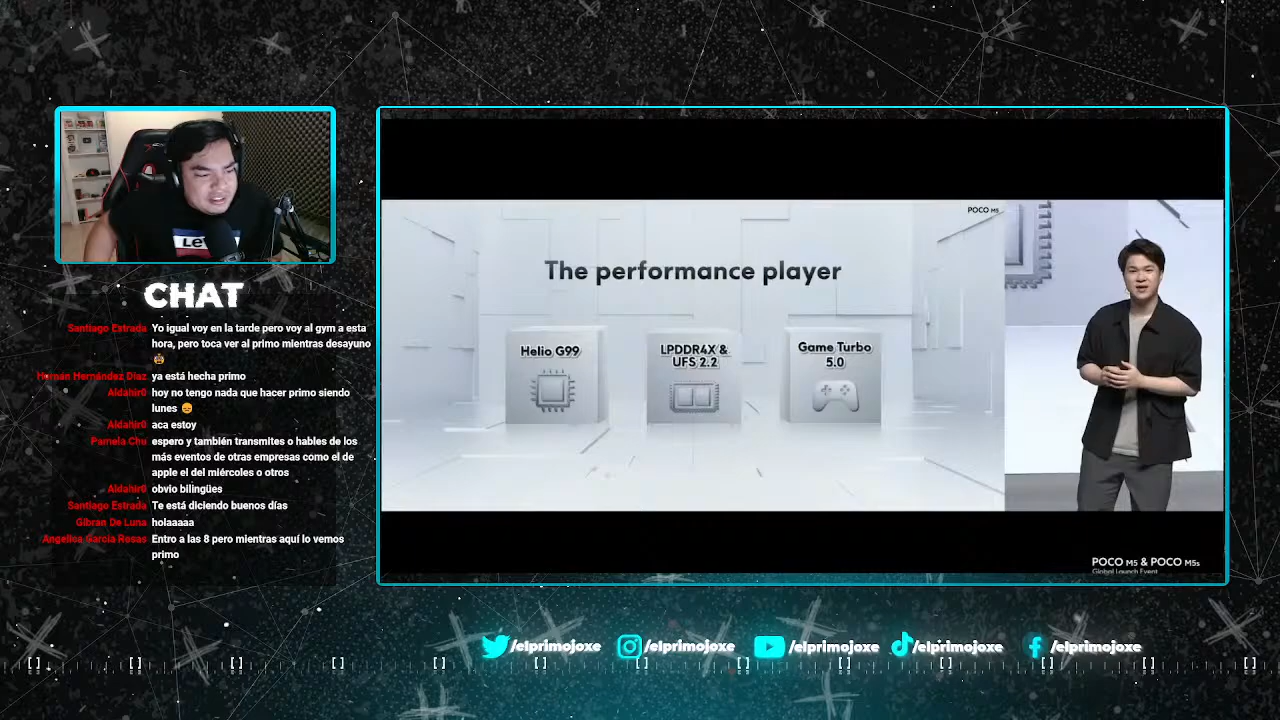 POCO M5
The performance player
Helio G99
LPDDR4X &
UFS 2.2
Game Turbo
5.0
CHAT
Santiago Estrada Yo igual voy en la tarde pero voy al gym a esta
hora, pero toca ver al primo mientras desayuno
Hernán Hernández Díaz ya está hecha primo
Aldahir0 hoy no tengo nada que hacer primo siendo
lunes
Aldahir0 aca estoy
Pamela Chu espero y también transmites o hables de los
más eventos de otras empresas como el de
apple el del miércoles o otros
Aldahir0 obvio bilingües
Santiago Estrada Te está diciendo buenos días
Gibran De Luna holaaaaa
Angelica Garcia Rosas Entro a las 8 pero mientras aquí lo vemos
primo
POCO M5 & POCO M5s
Global Launch Event
/elprimojoxe /elprimojoxe /elprimojoxe /elprimojoxe /elprimojoxe